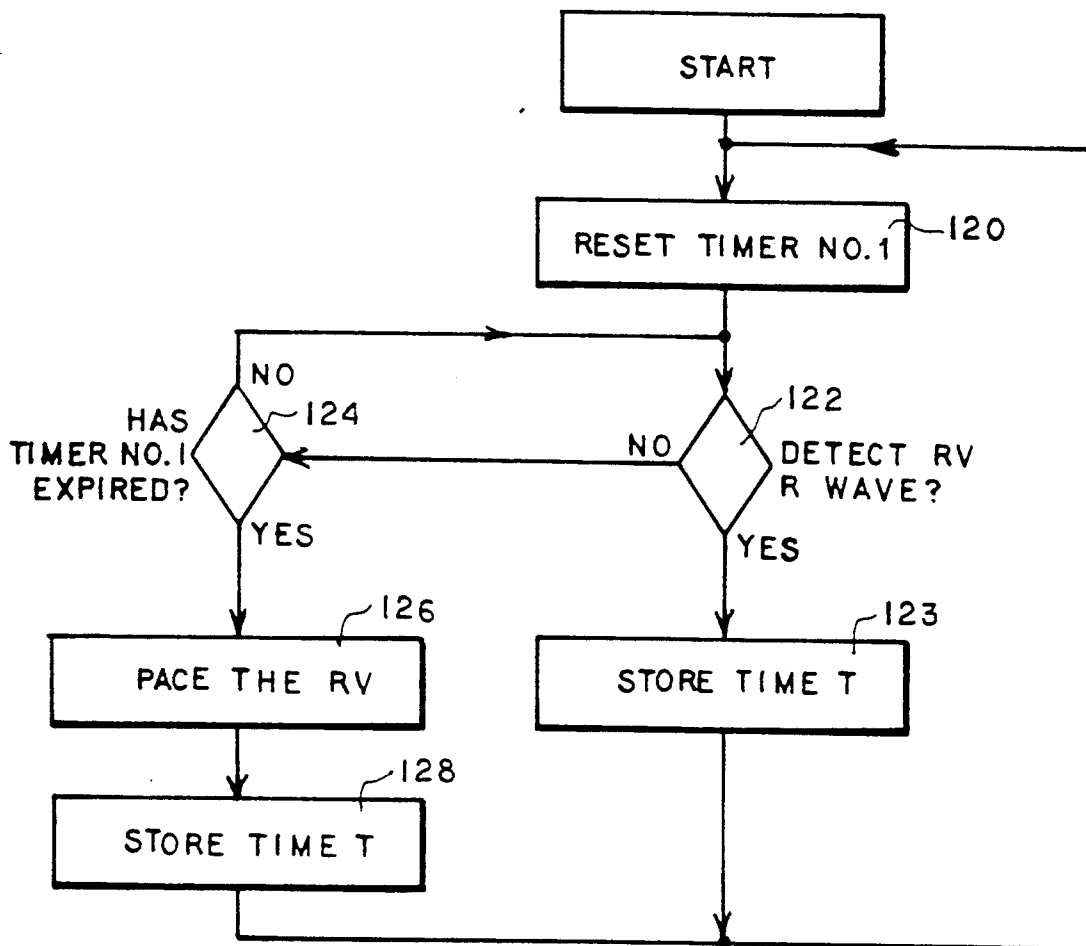 START
RESET TIMER NO.1
120
NO
HAS
TIMER NO.1
EXPIRED?
124
YES
NO
122
DETECT RV
R WAVE?
YES
126
PACE THE RV
123
STORE TIME T
128
STORE TIME T